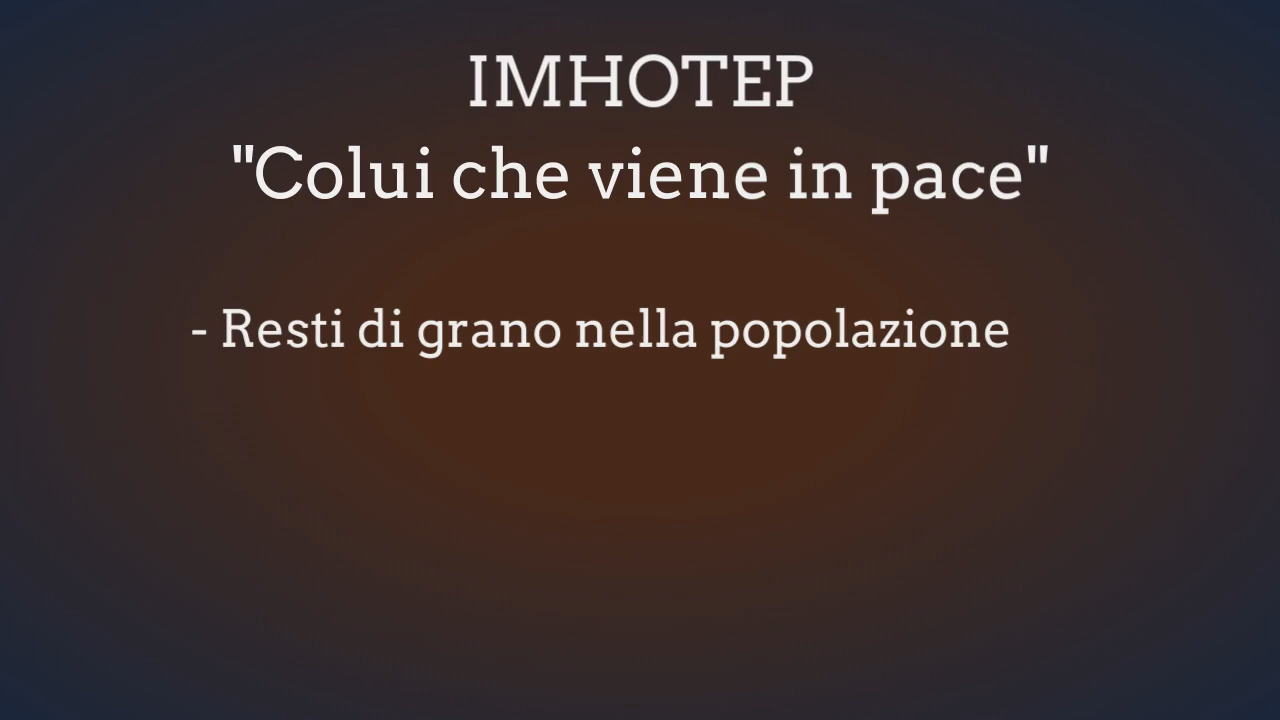 IMHOTEP
"Colui che viene in pace"
- Resti di grano nella popolazione